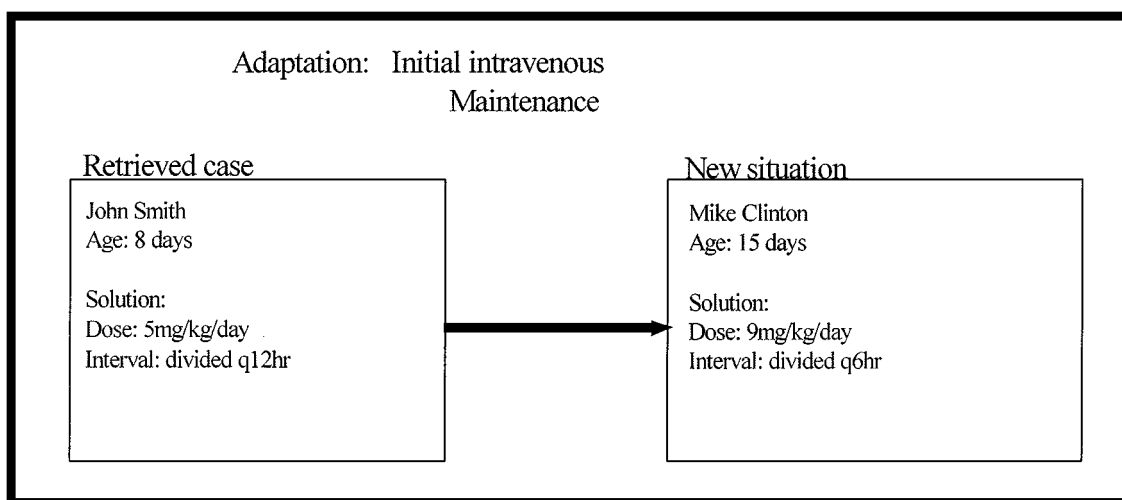 Adaptation: Initial intravenous
Maintenance
Retrieved case
John Smith
Age: 8 days
Solution:
Dose: 5mg/kg/day
Interval: divided q12hr
New situation
Mike Clinton
Age: 15 days
Solution:
Dose: 9mg/kg/day
Interval: divided q6hr